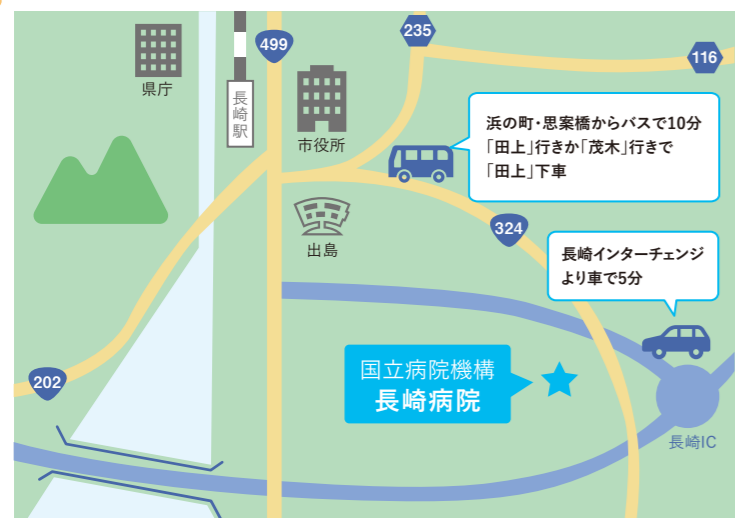 235
499
116
県庁
長崎駅
市役所
浜の町・思案橋からバスで10分
「田上」行きか「茂木」行きで
「田上」下車
324
出島
長崎インターチェンジ
より車で5分
国立病院機構
長崎病院
202
長崎IC